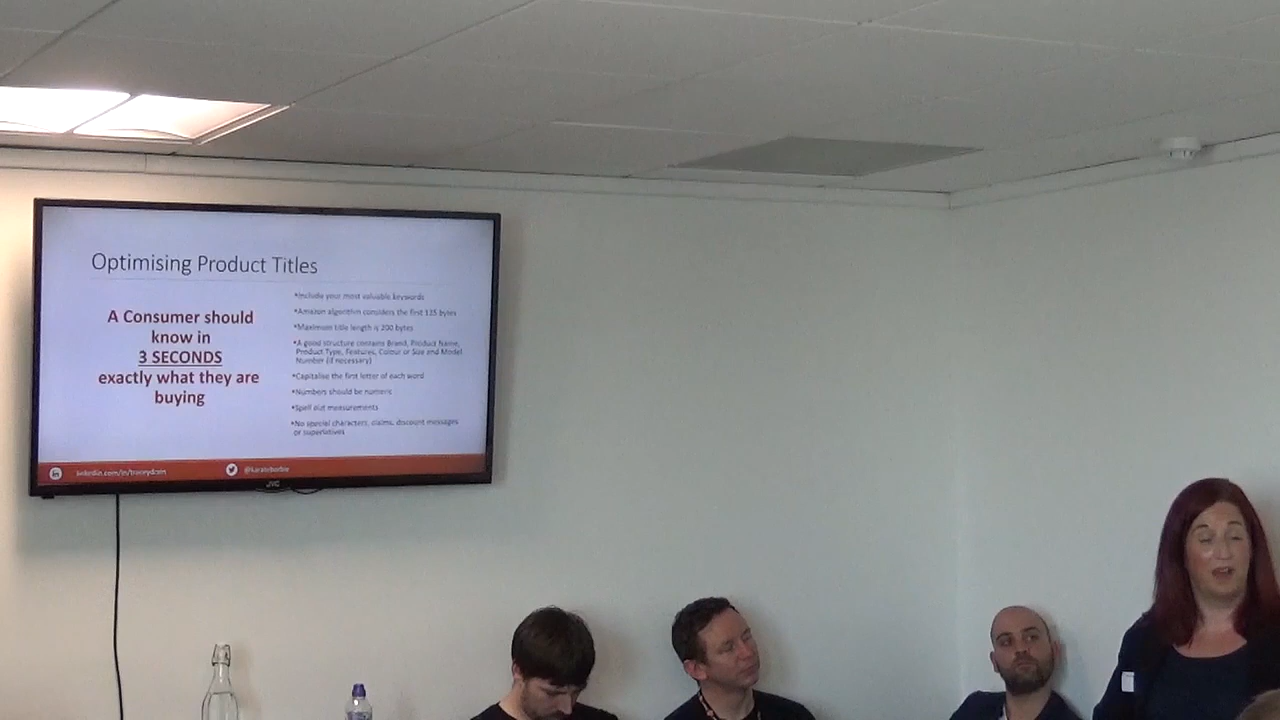 Optimising Product Titles
A Consumer should
know in
3 SECONDS
exactly what they are
buying
•Include your most valuable keywords
•Amazon algorithm considers the first 115 bytes
•Maximum title length is 200 bytes
•A good structure contains Brand, Product Name,
Product Type, Features, Colour or Size and Model
Number (if necessary)
•Capitalise the first letter of each word
•Numbers should be numeric
•Spell out measurements
•No special characters, claims, discount messages
or superlatives
in
JVC